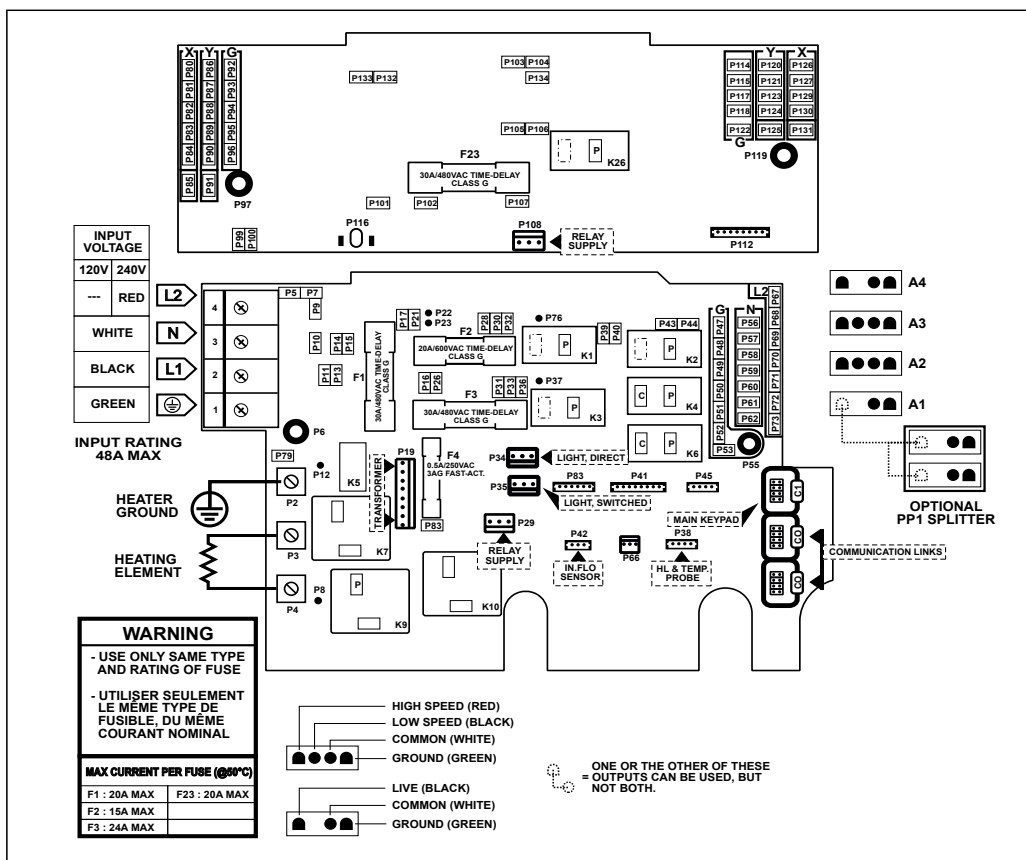 X Y G
P80 P86 P92
P81 P87 P93
P82 P88 P94
P83 P89 P95
P84 P90 P96
P85 P91
P97
P99
P100
P133 P132
P103 P104
P134
P105 P106
F23
30A/480VAC TIME-DELAY
CLASS G
P101
P102
P107
P
K26
P116
P108
RELAY
SUPPLY
P112
Y X
P114 P120 P126
P115 P121 P127
P117 P123 P129
P118 P124 P130
P122 P125 P131
G
P119
INPUT
VOLTAGE
120V 240V
--- RED
L2
WHITE
N
BLACK
L1
GREEN
INPUT RATING
48A MAX
4
3
2
1
P5 P7
P9
P10
P14
P15
P11
P13
F1
30A/480VAC TIME-DELAY
CLASS G
P17
P21
P22
P23
P28
P30
P32
F2
20A/600VAC TIME-DELAY
CLASS G
P16
P26
P31
P33
P36
F3
30A/480VAC TIME-DELAY
CLASS G
P76
K1
P
P37
K3
P
P39
P40
P43 P44
K2
P
C P
K4
C P
K6
G
P47
P48
P49
P50
P51
P52
P53
N
P56
P57
P58
P59
P60
P61
P62
L2
P67
P68
P69
P70
P71
P72
P73
P55
P6
P79
P12
P2
P3
P4
P8
K5
K7
P
K9
K10
TRANSFORMER
P19
F4
0.5A/250VAC
3AG FAST-ACT.
P83
P34
LIGHT, DIRECT
P35
LIGHT, SWITCHED
P83
P41
P45
P29
RELAY
SUPPLY
P42
IN.FLO
SENSOR
P66
P38
HL & TEMP.
PROBE
MAIN KEYPAD
C1
CO
CO
COMMUNICATION LINKS
A4
A3
A2
A1
OPTIONAL
PP1 SPLITTER
HEATER
GROUND
HEATING
ELEMENT
WARNING
- USE ONLY SAME TYPE
AND RATING OF FUSE
- UTILISER SEULEMENT
LE MÊME TYPE DE
FUSIBLE, DU MÊME
COURANT NOMINAL
MAX CURRENT PER FUSE (@50°C)
F1 : 20A MAX F23 : 20A MAX
F2 : 15A MAX
F3 : 24A MAX
HIGH SPEED (RED)
LOW SPEED (BLACK)
COMMON (WHITE)
GROUND (GREEN)
LIVE (BLACK)
COMMON (WHITE)
GROUND (GREEN)
ONE OR THE OTHER OF THESE
= OUTPUTS CAN BE USED, BUT
NOT BOTH.